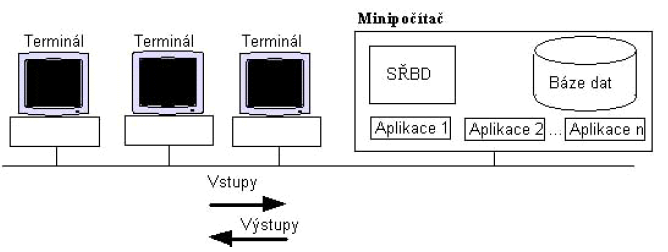 Minipočítač
Terminál Terminál Terminál
SŘBD
Báze dat
Aplikace 1 Aplikace 2 ... Aplikace n
Vstupy
Výstupy